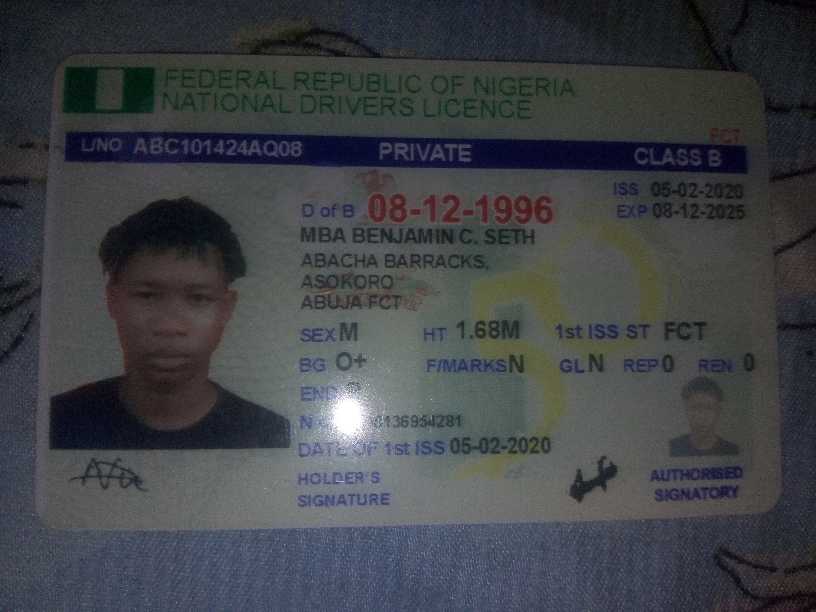 FEDERAL REPUBLIC OF NIGERIA
NATIONAL DRIVERS LICENCE
FCT
L/NO ABC101424AQ08 PRIVATE CLASS B
ISS 05-02-2020
D of B 08-12-1996 EXP 08-12-2025
MBA BENJAMIN C. SETH
ABACHA BARRACKS,
ASOKORO
ABUJA FCT
SEX M HT 1.68M 1st ISS ST FCT
BG O+ F/MARKS N GL N REP 0 REN 0
END
N 0136954281
DATE OF 1st ISS 05-02-2020
HOLDER'S AUTHORISED
SIGNATURE SIGNATORY